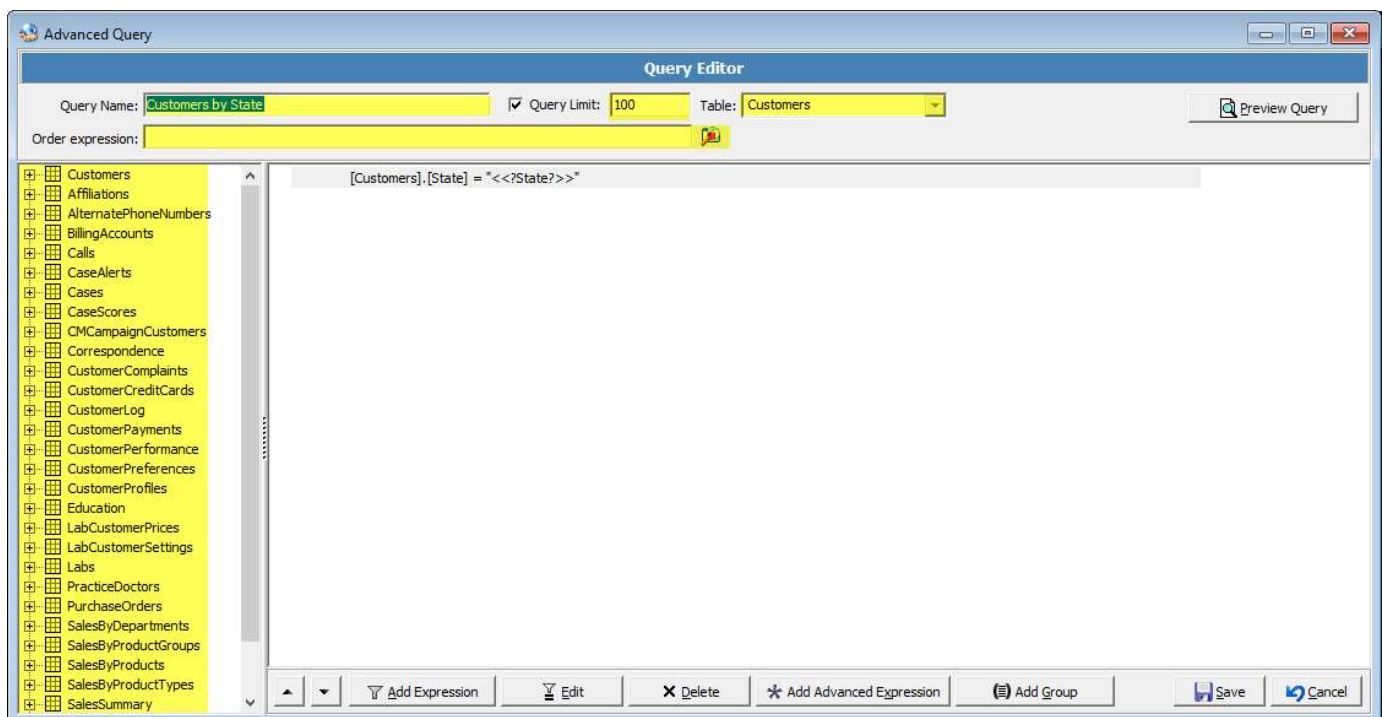 Advanced Query
Query Editor
Query Name: Customers by State Query Limit: 100 Table: Customers Preview Query
Order expression:
Customers
Affiliations
AlternatePhoneNumbers
BillingAccounts
Calls
CaseAlerts
Cases
CaseScores
CMCampaignCustomers
Correspondence
CustomerComplaints
CustomerCreditCards
CustomerLog
CustomerPayments
CustomerPerformance
CustomerPreferences
CustomerProfiles
Education
LabCustomerPrices
LabCustomerSettings
Labs
PracticeDoctors
PurchaseOrders
SalesByDepartments
SalesByProductGroups
SalesByProducts
SalesByProductTypes
SalesSummary
[Customers].[State] = "<<?State?>>"
Add Expression Edit Delete Add Advanced Expression Add Group Save Cancel